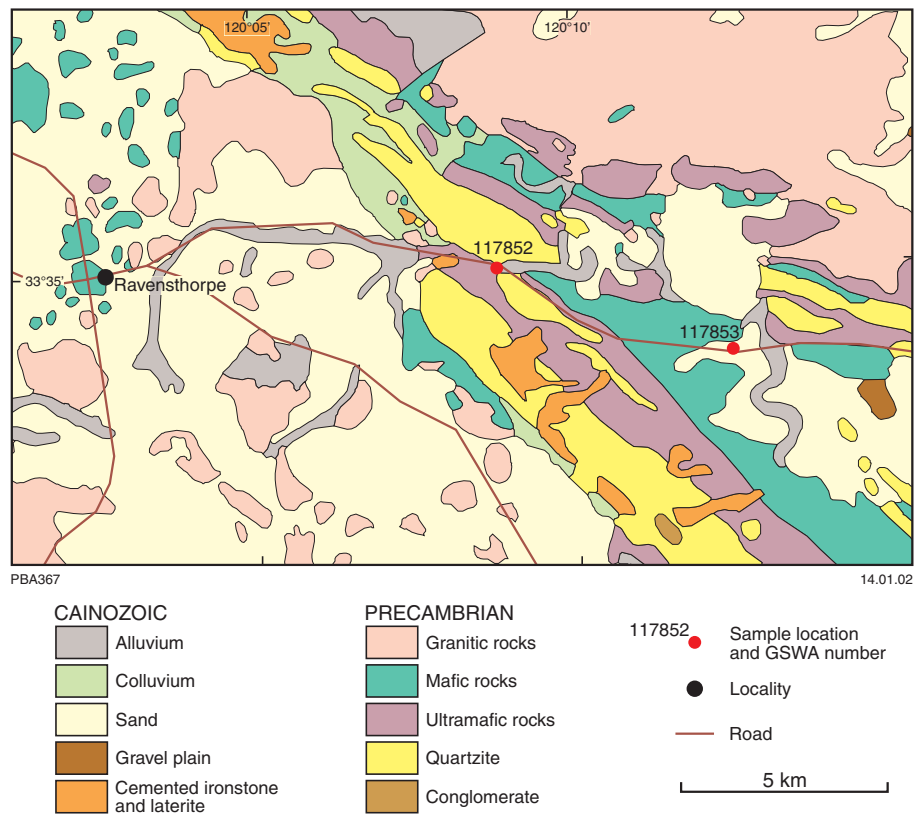 120°05’
120°10’
117852
33°35’
Ravensthorpe
117853
PBA367
14.01.02
CAINOZOIC
Alluvium
Colluvium
Sand
Gravel plain
Cemented ironstone
and laterite
PRECAMBRIAN
Granitic rocks
Mafic rocks
Ultramafic rocks
Quartzite
Conglomerate
117852
Sample location
and GSWA number
Locality
Road
5 km